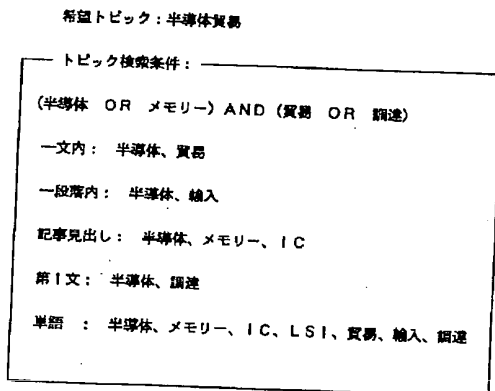 希望トピック：半導体貿易
トピック検索条件：
(半導体 OR メモリー) AND (貿易 OR 調達)
一文内： 半導体、貿易
一段落内： 半導体、輸入
記事見出し： 半導体、メモリー、IC
第1文： 半導体、調達
単語 ： 半導体、メモリー、IC、LSI、貿易、輸入、調達